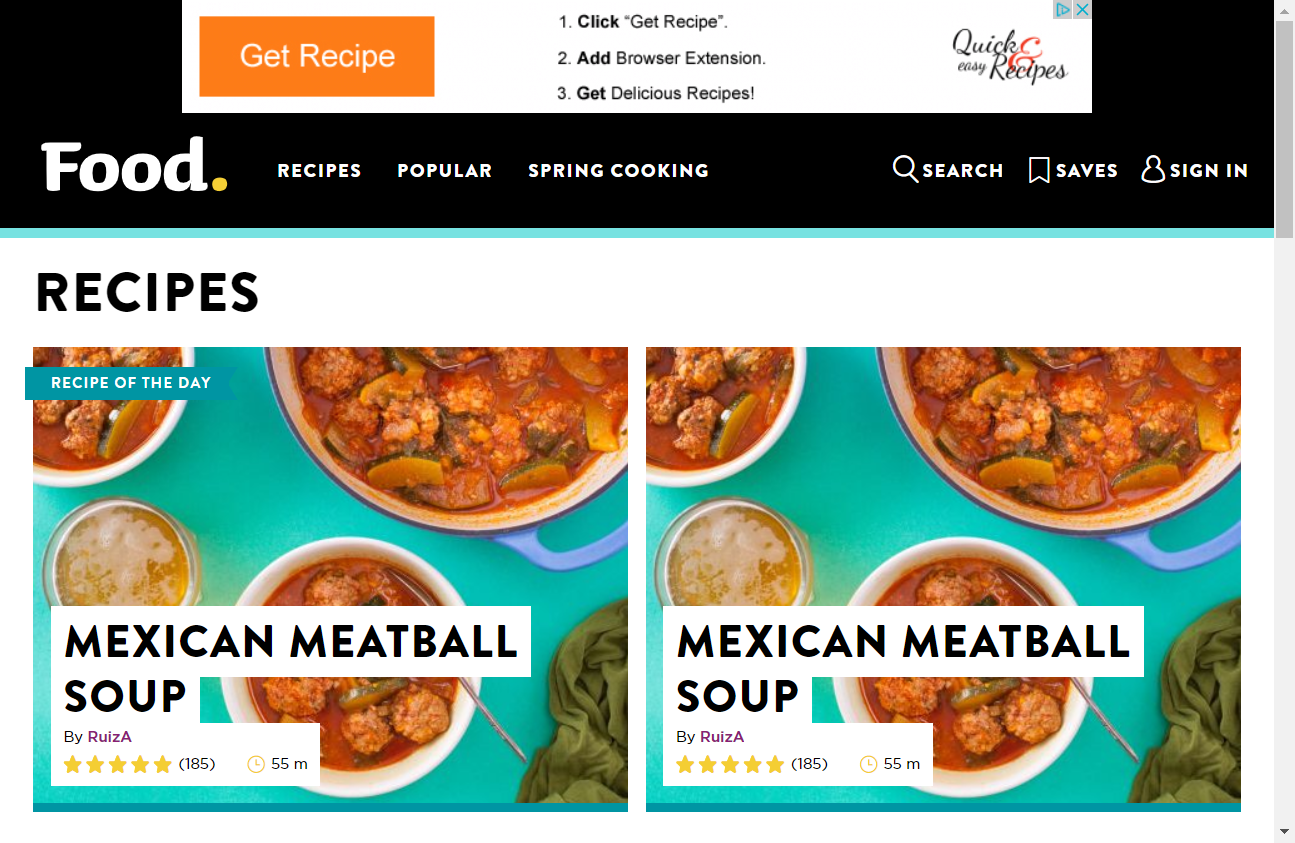 Get Recipe
1. Click “Get Recipe”.
2. Add Browser Extension.
3. Get Delicious Recipes!
Quick & easy Recipes
Food.
RECIPES
POPULAR
SPRING COOKING
SEARCH
SAVES
SIGN IN
RECIPES
RECIPE OF THE DAY
MEXICAN MEATBALL
SOUP
By RuizA
(185)
55 m
MEXICAN MEATBALL
SOUP
By RuizA
(185)
55 m